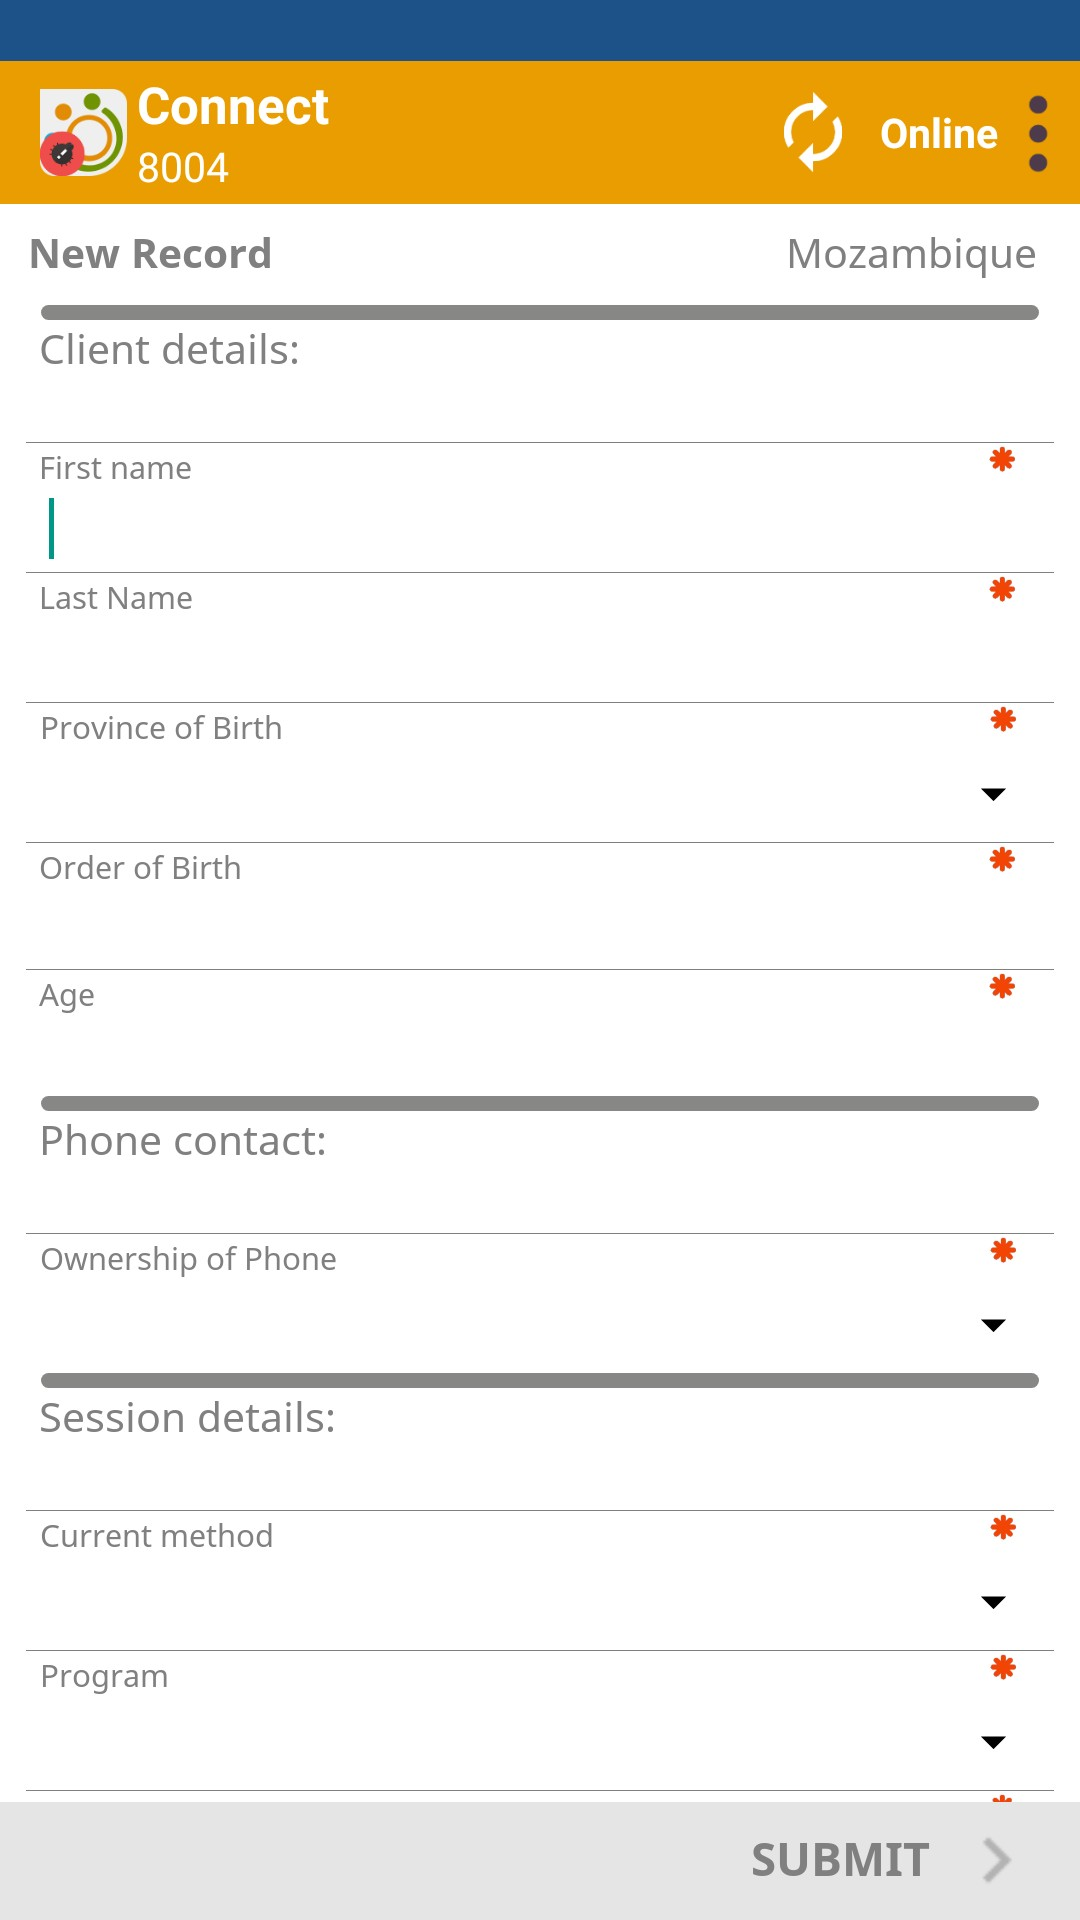 Connect
8004
Online
New Record
Mozambique
Client details:
First name
Last Name
Province of Birth
Order of Birth
Age
Phone contact:
Ownership of Phone
Session details:
Current method
Program
SUBMIT